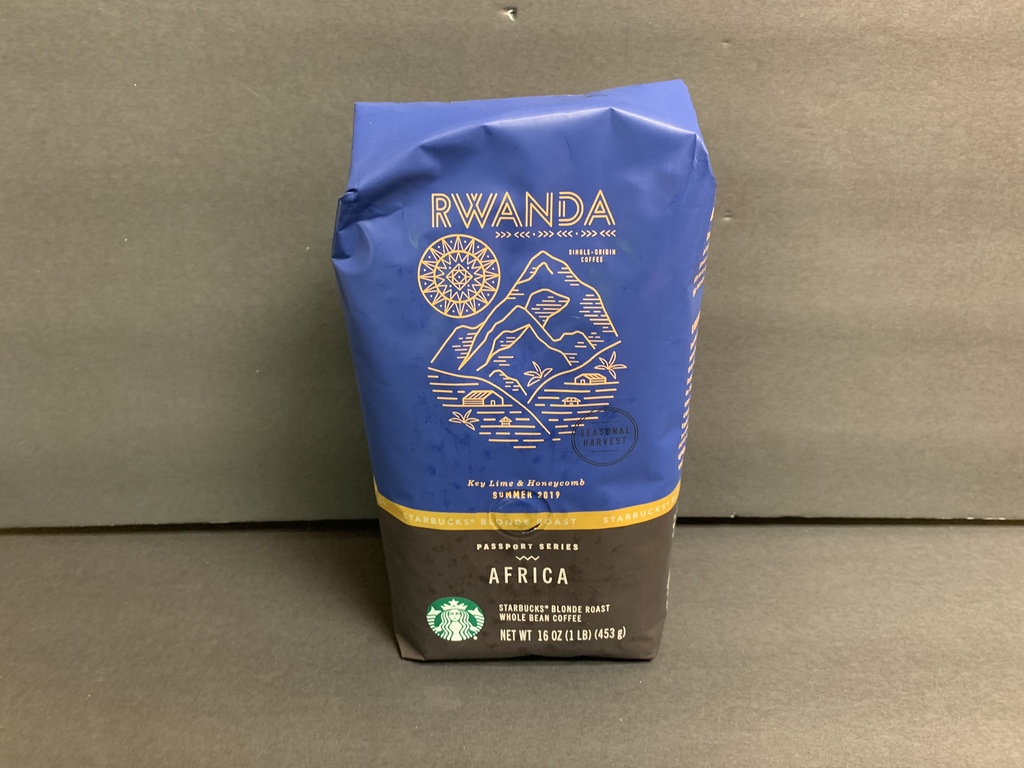 RWANDA
SINGLE-ORIGIN
COFFEE
SEASONAL
HARVEST
Key Lime & Honeycomb
SUMMER 2019
STARBUCKS® BLONDE ROAST
STARBUCKS
PASSPORT SERIES
AFRICA
STARBUCKS® BLONDE ROAST
WHOLE BEAN COFFEE
NET WT 16 OZ (1 LB) (453 g)